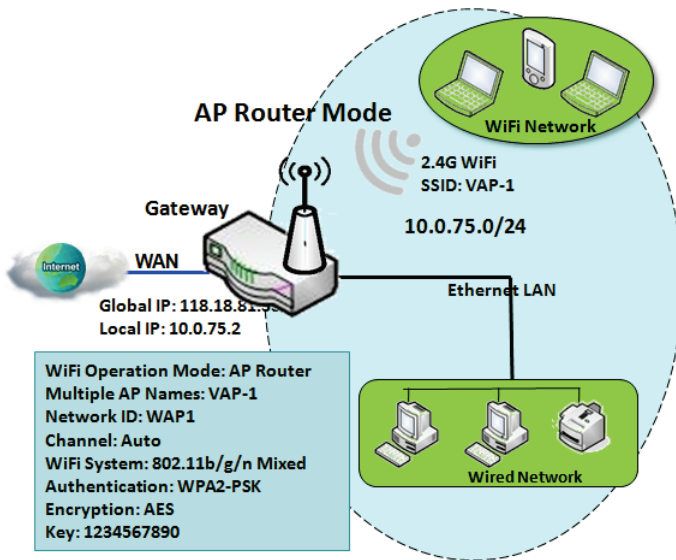 AP Router Mode
WiFi Network
2.4G WiFi
SSID: VAP-1
10.0.75.0/24
Gateway
Internet
WAN
Ethernet LAN
Global IP:
Local IP: 10.0.75.2
WiFi Operation Mode: AP Router
Multiple AP Names: VAP-1
Network ID: WAP1
Channel: Auto
WiFi System: 802.11b/g/n Mixed
Authentication: WPA2-PSK
Encryption: AES
Key: 1234567890
Wired Network